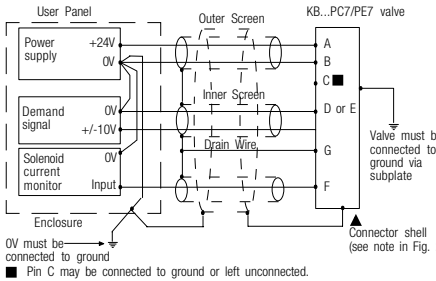 User Panel
Outer Screen
KB...PC7/PE7 valve
Power supply
+24V
0V
A
B
C
Inner Screen
Demand signal
0V
+/-10V
D or E
Drain Wire
Solenoid current monitor
0V
Input
G
F
Valve must be connected to ground via subplate
Enclosure
0V must be connected to ground
Connector shell (see note in Fig.
■ Pin C may be connected to ground or left unconnected.